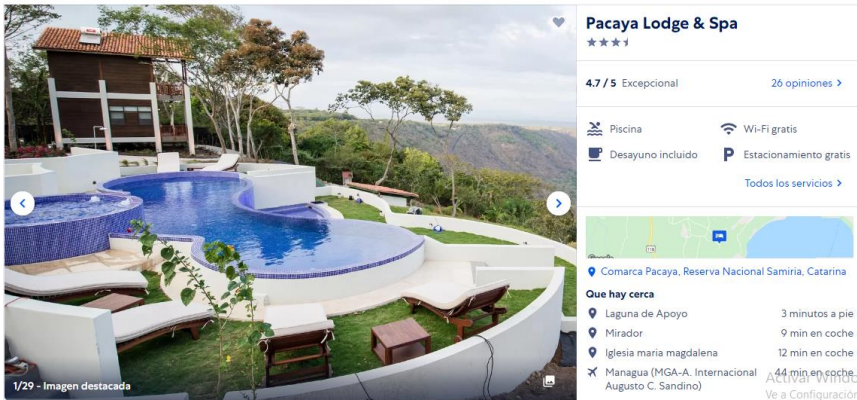 Pacaya Lodge & Spa
4.7 / 5 Excepcional
26 opiniones
Piscina
Wi-Fi gratis
Desayuno incluido
P Estacionamiento gratis
Todos los servicios
Comarca Pacaya, Reserva Nacional Samiria, Catarina
Que hay cerca
Laguna de Apoyo 3 minutos a pie
Mirador 9 min en coche
Iglesia maria magdalena 12 min en coche
Managua (MGA-A. Internacional 44 min en coche
Augusto C. Sandino)
1/29 - Imagen destacada
Activar Windo
Ve a Configuración